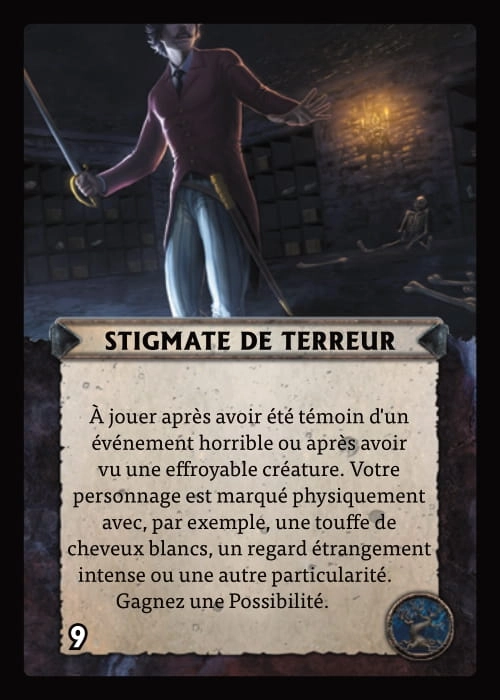 STIGMATE DE TERREUR
À jouer après avoir été témoin d'un
événement horrible ou après avoir
vu une effroyable créature. Votre
personnage est marqué physiquement
avec, par exemple, une touffe de
cheveux blancs, un regard étrangement
intense ou une autre particularité.
Gagnez une Possibilité.
9